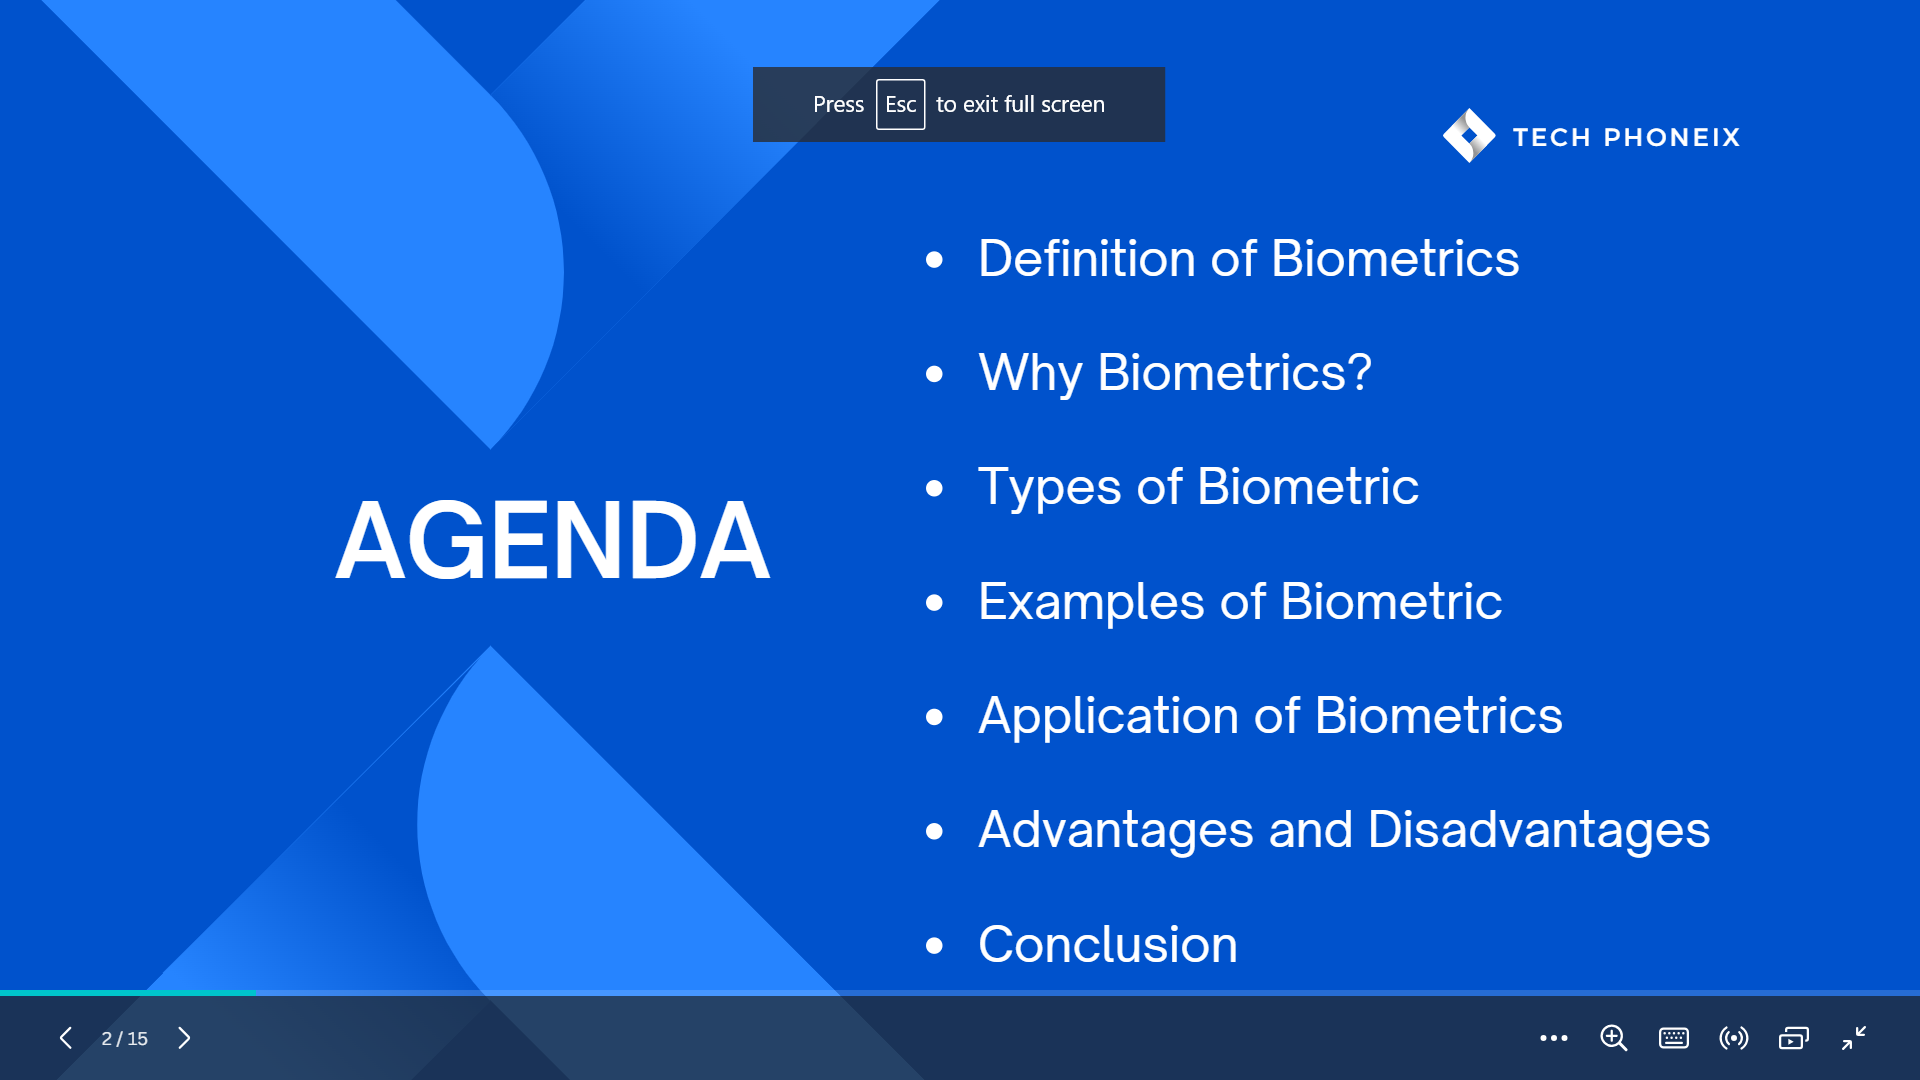 Press Esc to exit full screen
TECH PHONEIX
AGENDA
• Definition of Biometrics
• Why Biometrics?
• Types of Biometric
• Examples of Biometric
• Application of Biometrics
• Advantages and Disadvantages
• Conclusion
2 / 15